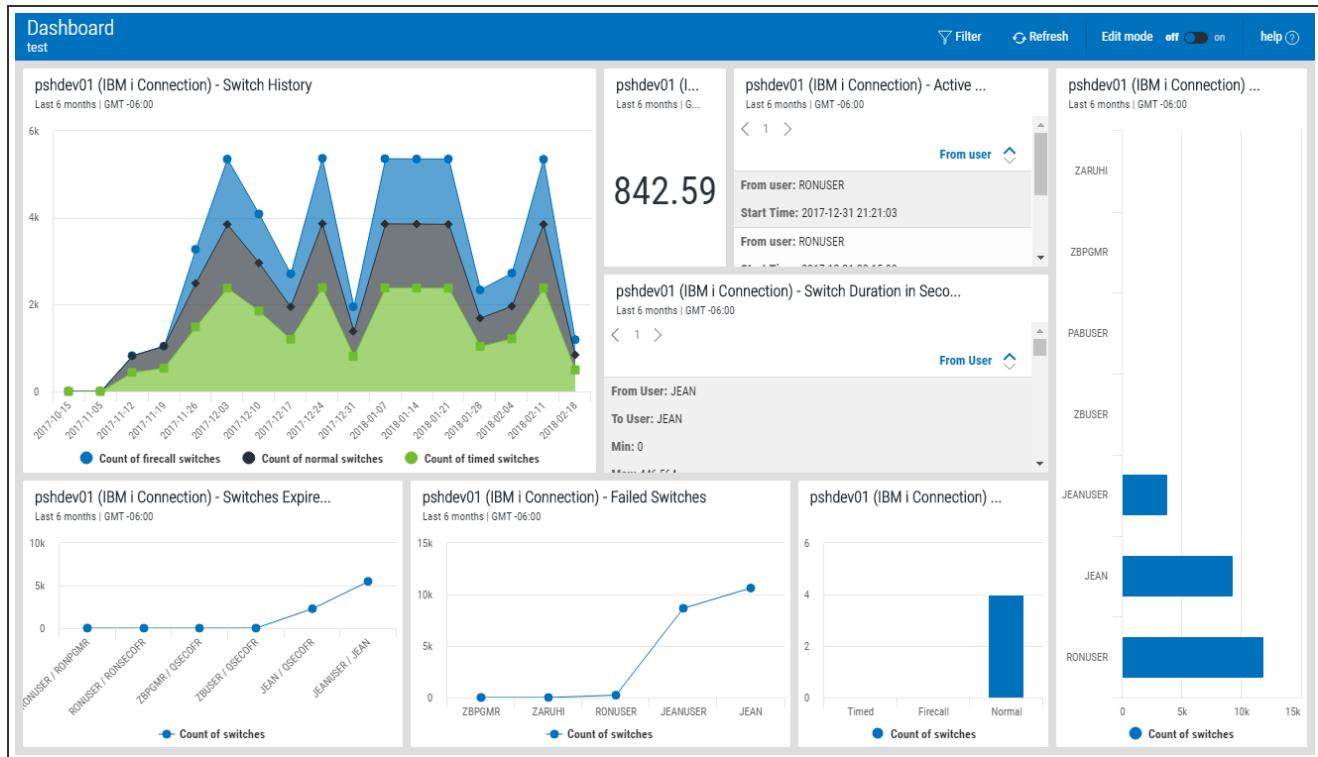 Dashboard
test
Filter
Refresh
Edit mode off on
help ?
pshdev01 (IBM i Connection) - Switch History
Last 6 months | GMT -06:00
6k
4k
2k
0
2017-10-15
2017-11-05
2017-11-12
2017-11-19
2017-11-26
2017-12-03
2017-12-10
2017-12-17
2017-12-24
2017-12-31
2018-01-07
2018-01-14
2018-01-21
2018-01-28
2018-02-04
2018-02-11
2018-02-18
Count of firecall switches
Count of normal switches
Count of timed switches
pshdev01 (I...
Last 6 months | G...
842.59
pshdev01 (IBM i Connection) - Active ...
Last 6 months | GMT -06:00
1
From user
From user: RONUSER
Start Time: 2017-12-31 21:21:03
From user: RONUSER
pshdev01 (IBM i Connection) - Switch Duration in Seco...
Last 6 months | GMT -06:00
1
From User
From User: JEAN
To User: JEAN
Min: 0
pshdev01 (IBM i Connection) ...
Last 6 months | GMT -06:00
ZARUHI
ZBPGMR
PABUSER
ZBUSER
JEANUSER
JEAN
RONUSER
0
5k
10k
15k
Count of switches
pshdev01 (IBM i Connection) - Switches Expire...
Last 6 months | GMT -06:00
10k
5k
0
RONUSER / RONPGMR
RONUSER / RONSECOFR
ZBPGMR / QSECOFR
ZBUSER / QSECOFR
JEAN / QSECOFR
JEANUSER / JEAN
Count of switches
pshdev01 (IBM i Connection) - Failed Switches
Last 6 months | GMT -06:00
15k
10k
5k
0
ZBPGMR
ZARUHI
RONUSER
JEANUSER
JEAN
Count of switches
pshdev01 (IBM i Connection) ...
6
4
2
0
Timed
Firecall
Normal
Count of switches